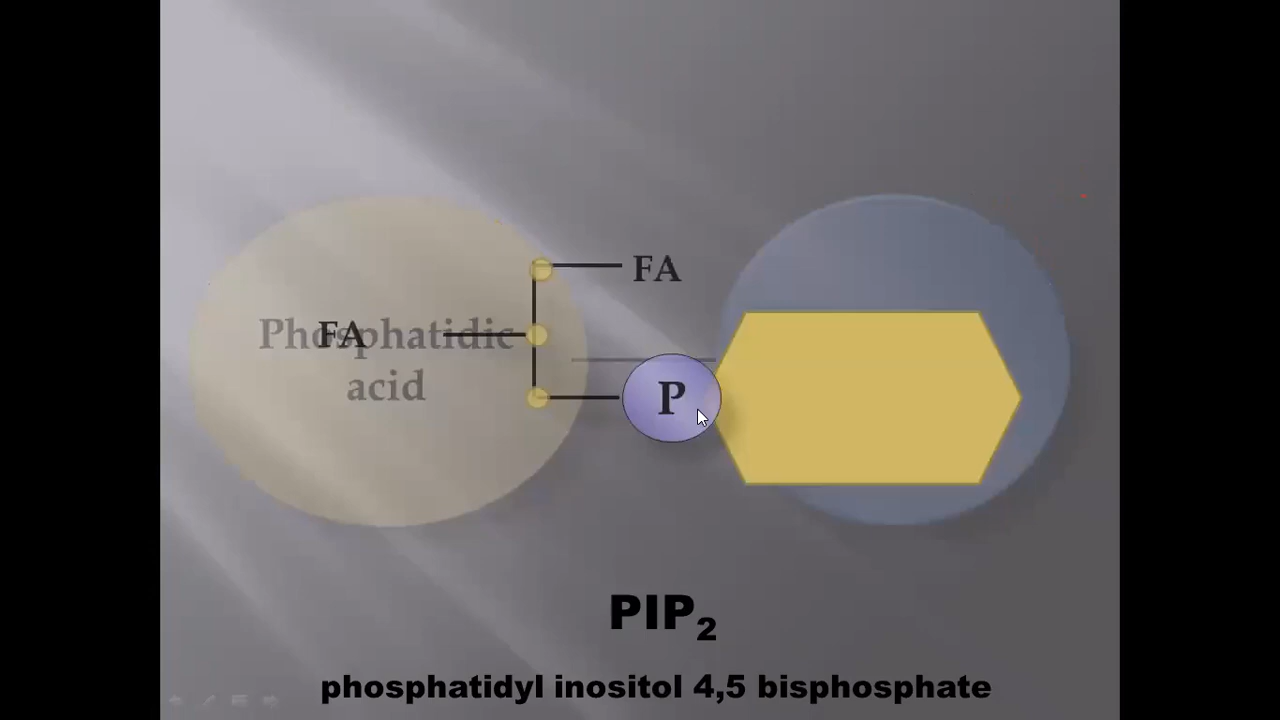 FA
Phosphatidic
FA
acid
P
PIP₂
phosphatidyl inositol 4,5 bisphosphate